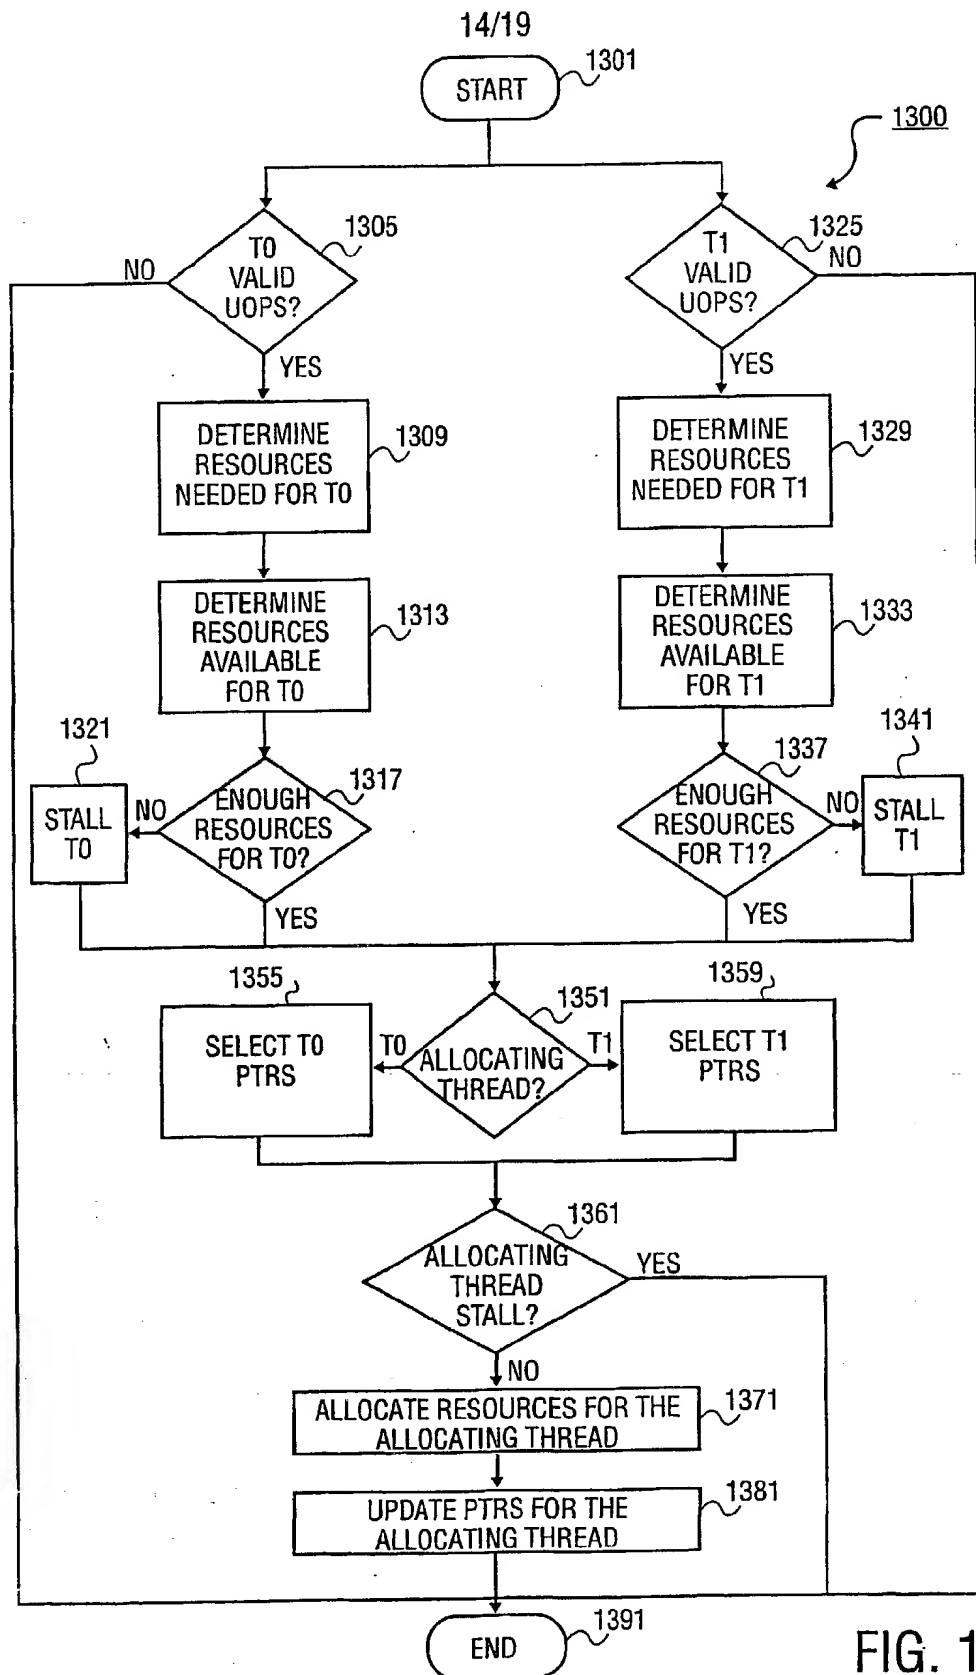 14/19
START
1301
1300
T0
VALID
UOPS?
1305
NO
YES
T1
VALID
UOPS?
1325
NO
YES
DETERMINE
RESOURCES
NEEDED FOR T0
1309
DETERMINE
RESOURCES
NEEDED FOR T1
1329
DETERMINE
RESOURCES
AVAILABLE
FOR T0
1313
DETERMINE
RESOURCES
AVAILABLE
FOR T1
1333
1321
STALL
T0
NO
ENOUGH
RESOURCES
FOR T0?
1317
YES
ENOUGH
RESOURCES
FOR T1?
1337
NO
YES
1341
STALL
T1
1355
SELECT T0
PTRS
T0
ALLOCATING
THREAD?
1351
T1
1359
SELECT T1
PTRS
ALLOCATING
THREAD
STALL?
1361
YES
NO
ALLOCATE RESOURCES FOR THE
ALLOCATING THREAD
1371
UPDATE PTRS FOR THE
ALLOCATING THREAD
1381
END
1391
FIG. 1